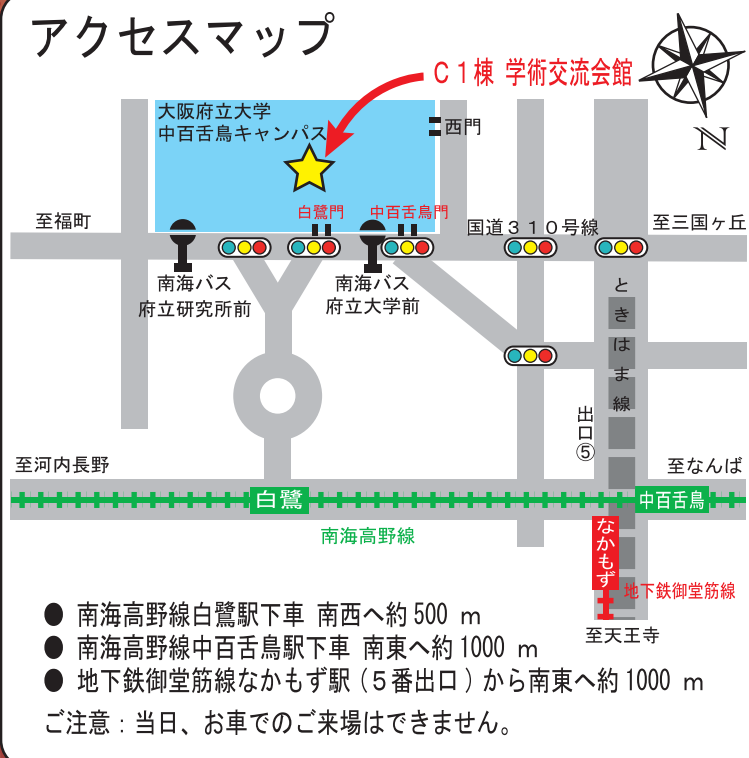 アクセスマップ
C1棟 学術交流会館
N
大阪府立大学
中百舌鳥キャンパス
西門
白鷺門
中百舌鳥門
至福町
国道310号線
至三国ヶ丘
南海バス
府立研究所前
南海バス
府立大学前
ときはま線
出口⑤
至河内長野
至なんば
白鷺
中百舌鳥
南海高野線
なかもず
地下鉄御堂筋線
至天王寺
● 南海高野線白鷺駅下車 南西へ約500 m
● 南海高野線中百舌鳥駅下車 南東へ約1000 m
● 地下鉄御堂筋線なかもず駅(5番出口)から南東へ約1000 m
ご注意:当日、お車でのご来場はできません。